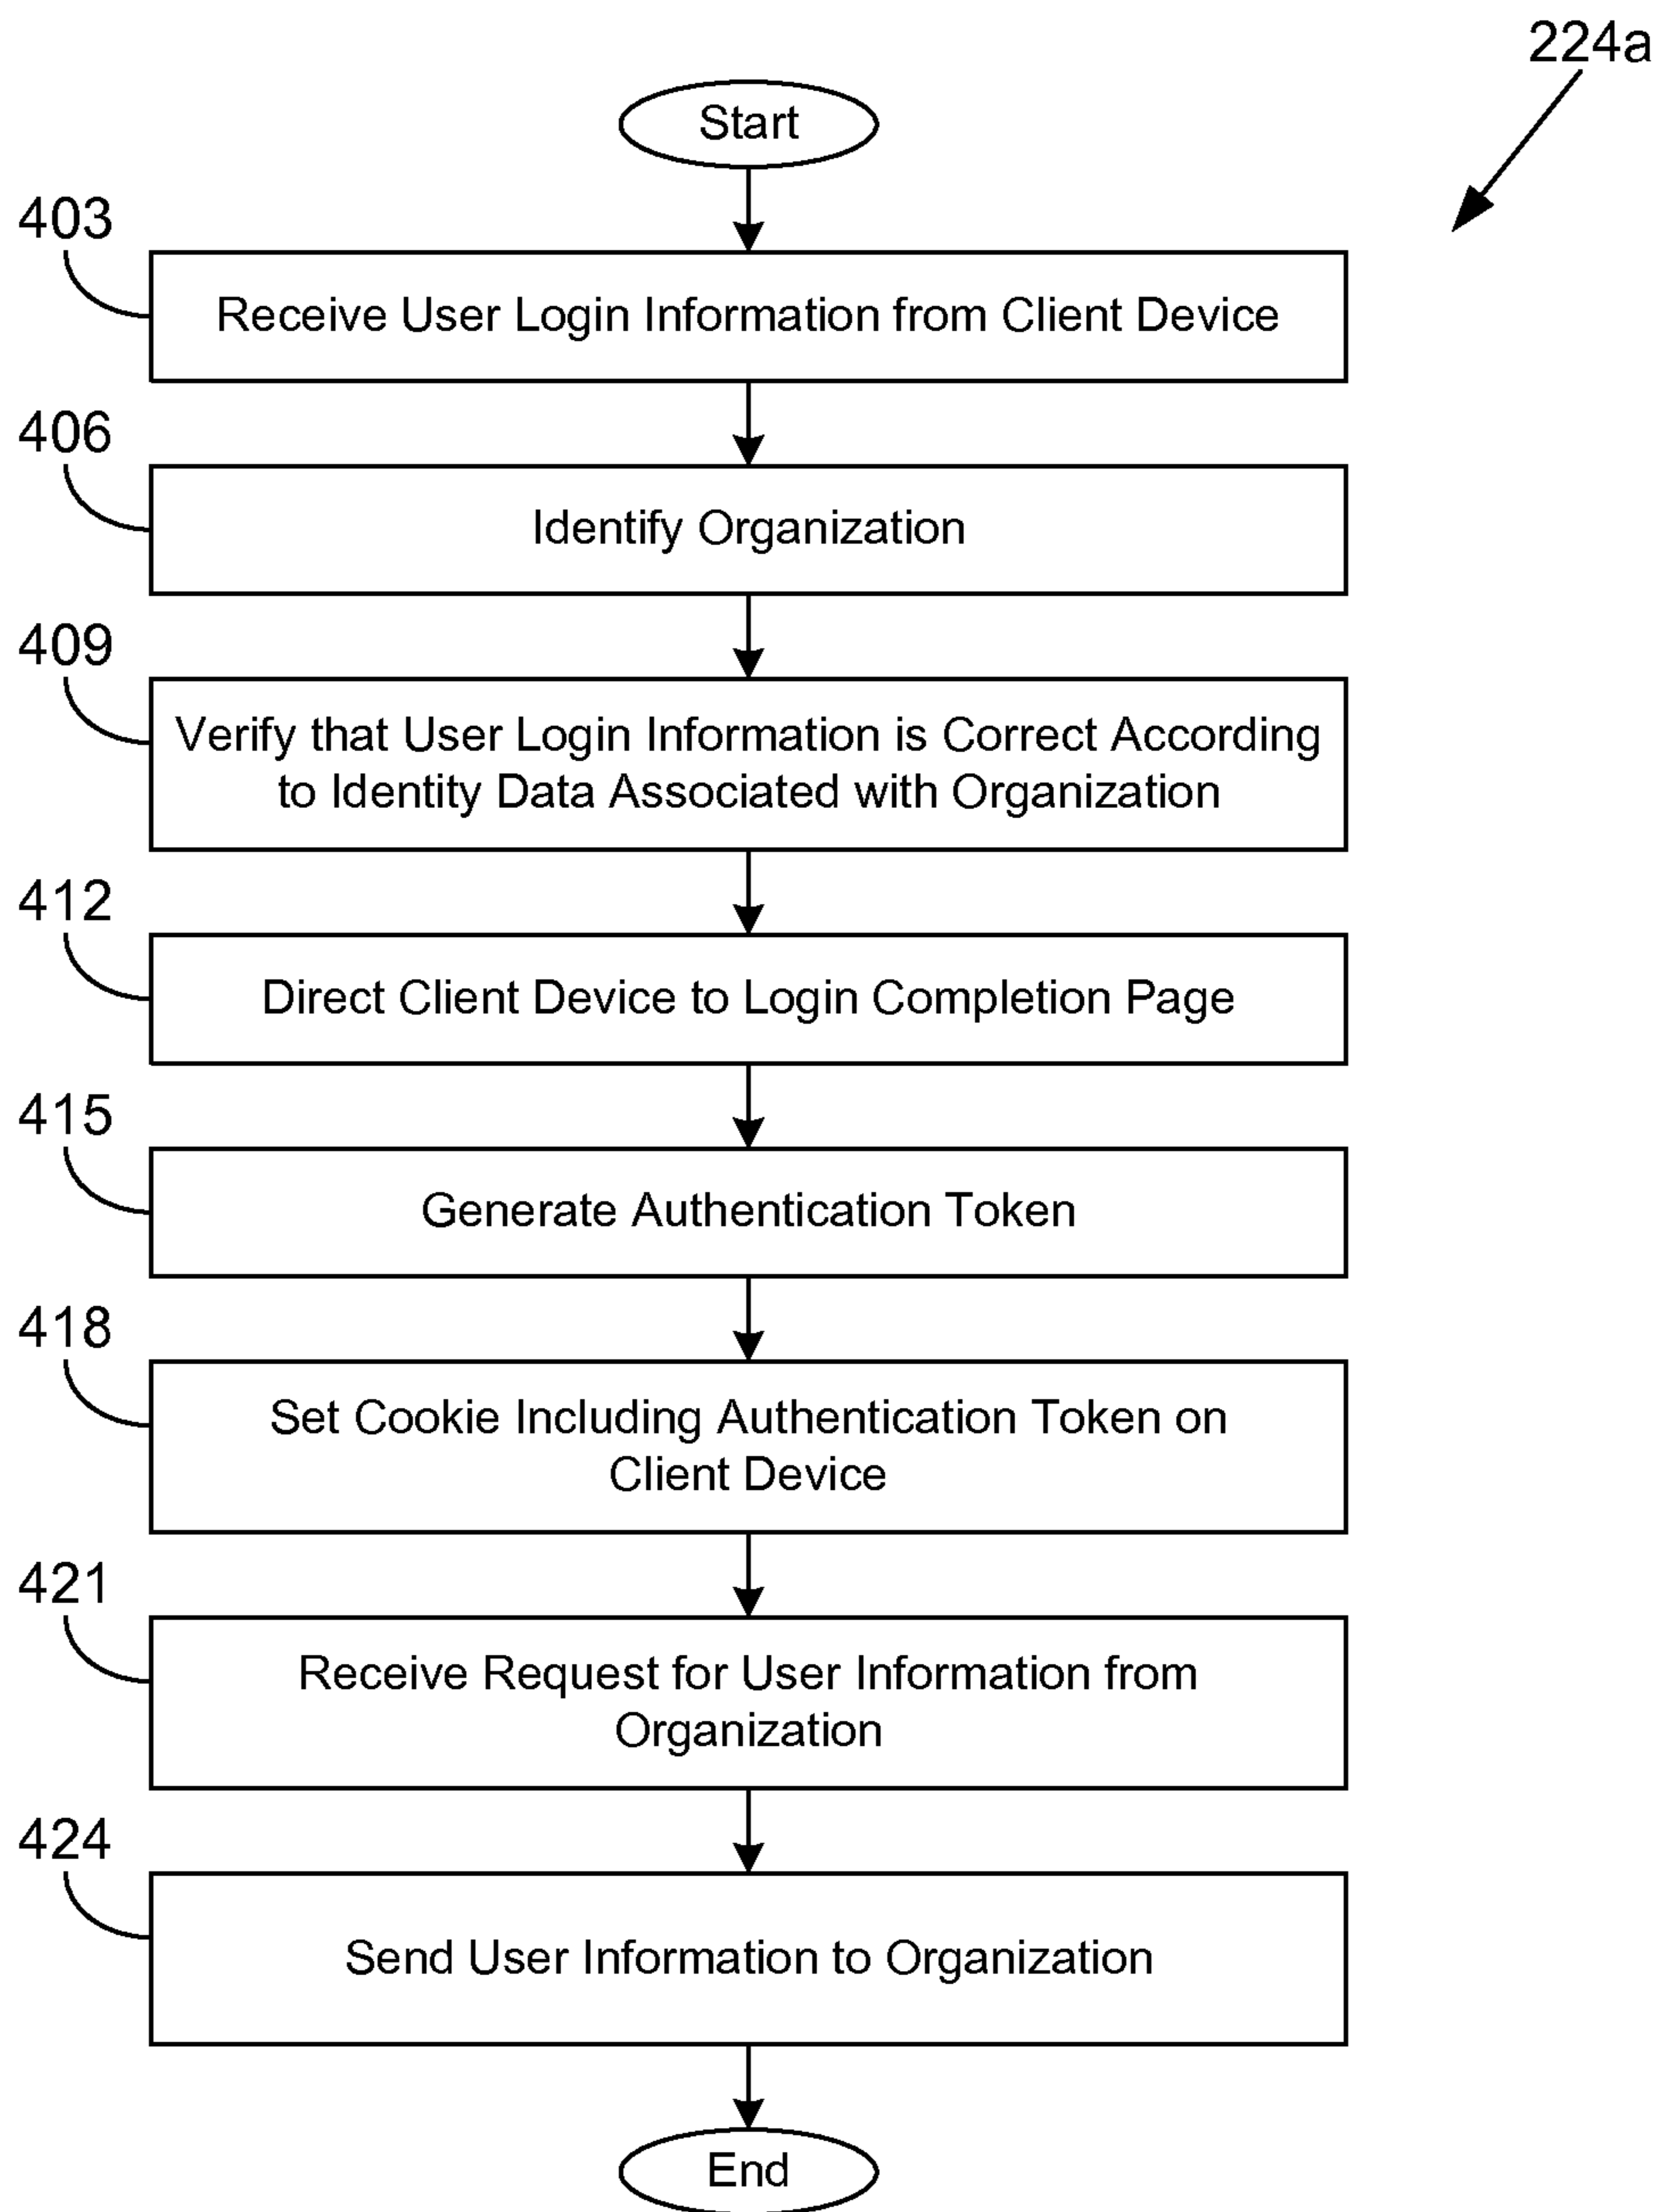 224a
Start
403
Receive User Login Information from Client Device
406
Identify Organization
409
Verify that User Login Information is Correct According
to Identity Data Associated with Organization
412
Direct Client Device to Login Completion Page
415
Generate Authentication Token
418
Set Cookie Including Authentication Token on
Client Device
421
Receive Request for User Information from
Organization
424
Send User Information to Organization
End